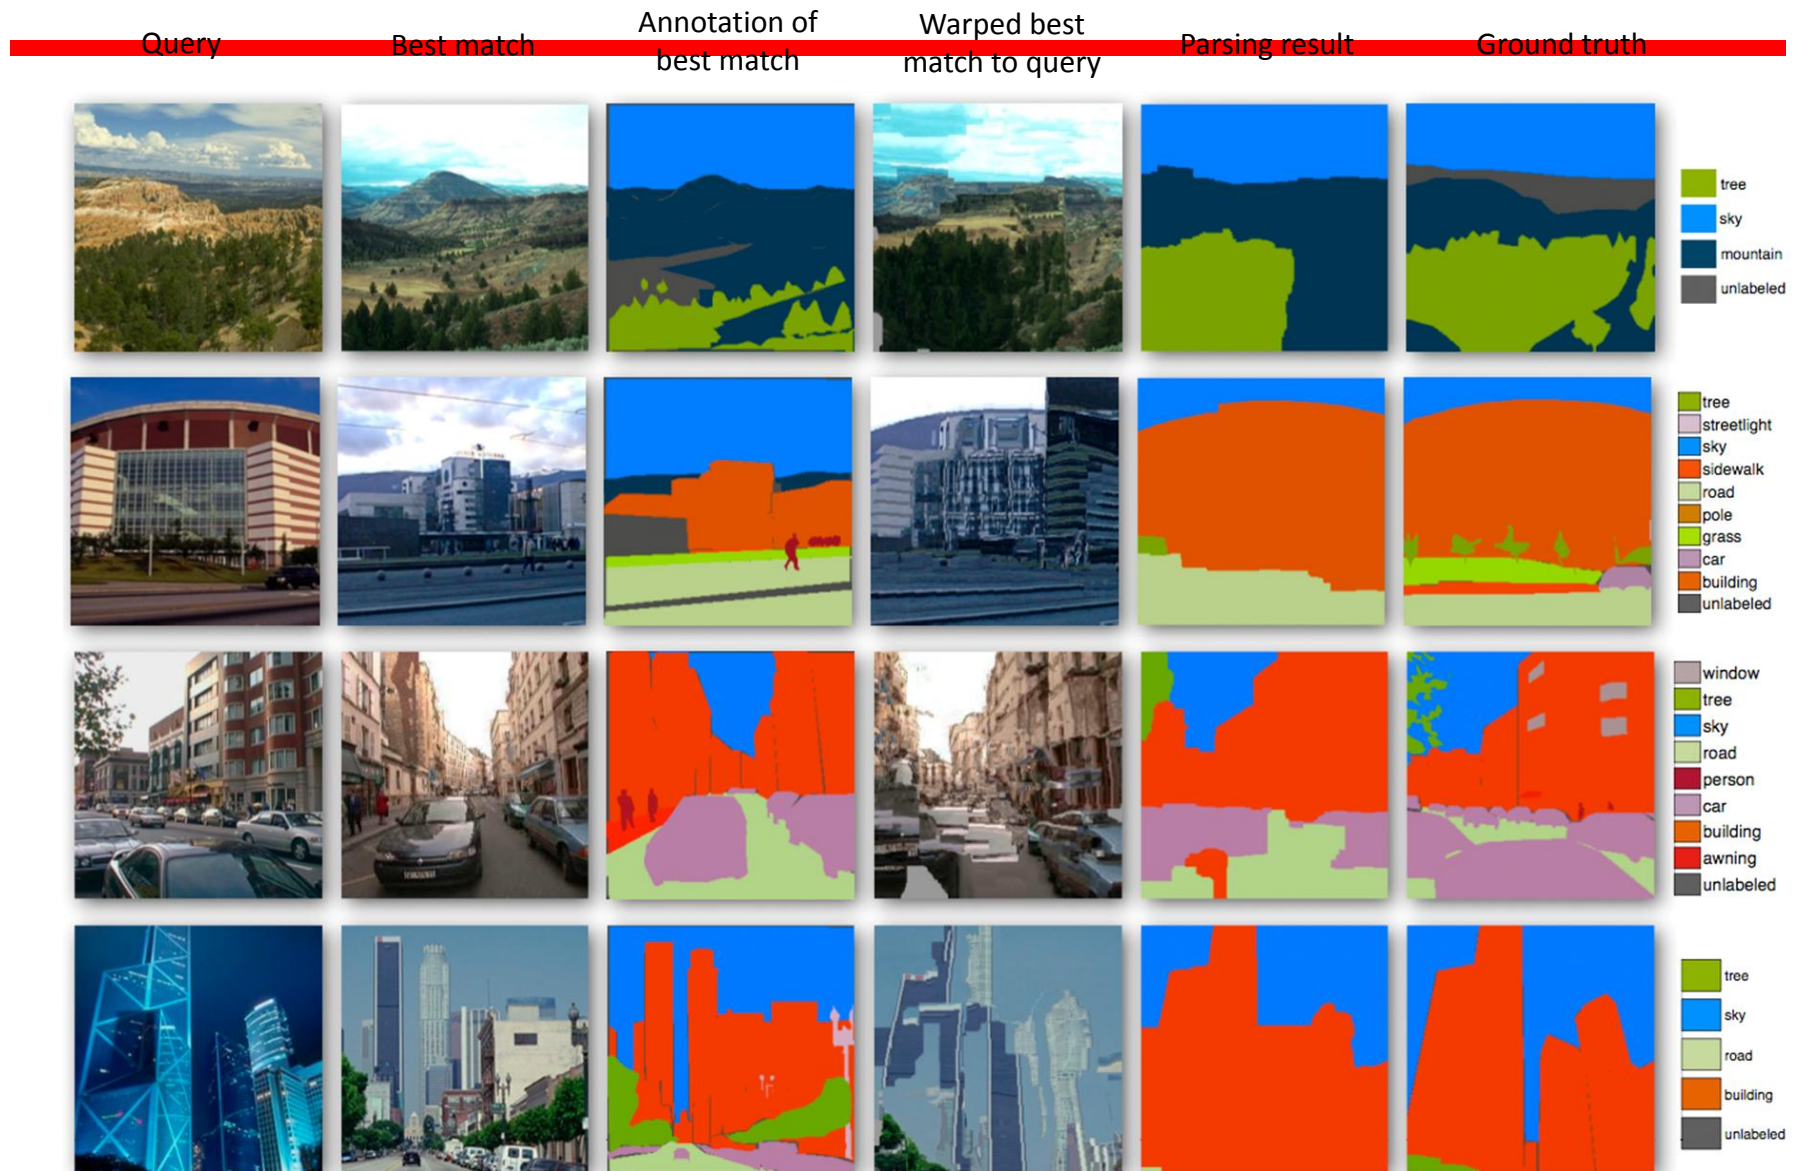 Query
Best match
Annotation of
best match
Warped best
match to query
Parsing result
Ground truth
tree
sky
mountain
unlabeled
tree
streetlight
sky
sidewalk
road
pole
grass
car
building
unlabeled
window
tree
sky
road
person
car
building
awning
unlabeled
tree
sky
road
building
unlabeled